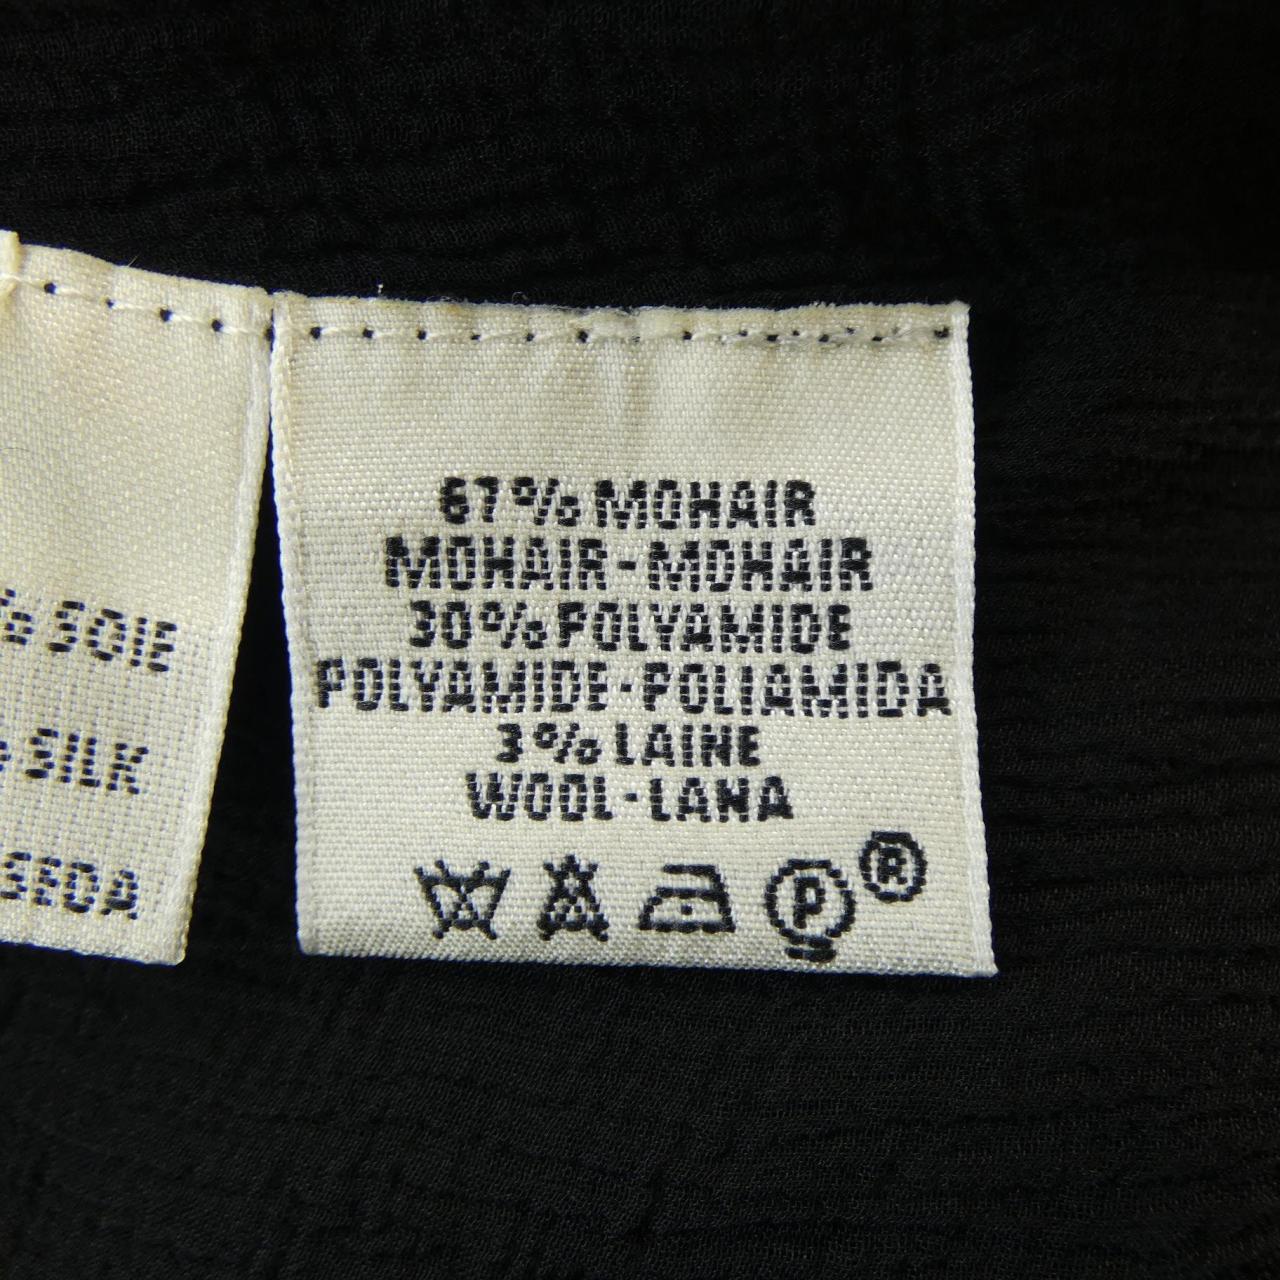 SOIE
SILK
SEDA
67% MOHAIR
MOHAIR-MOHAIR
30% POLYAMIDE
POLYAMIDE·POLIAMIDA
3% LAINE
WOOL·LANA
P ®